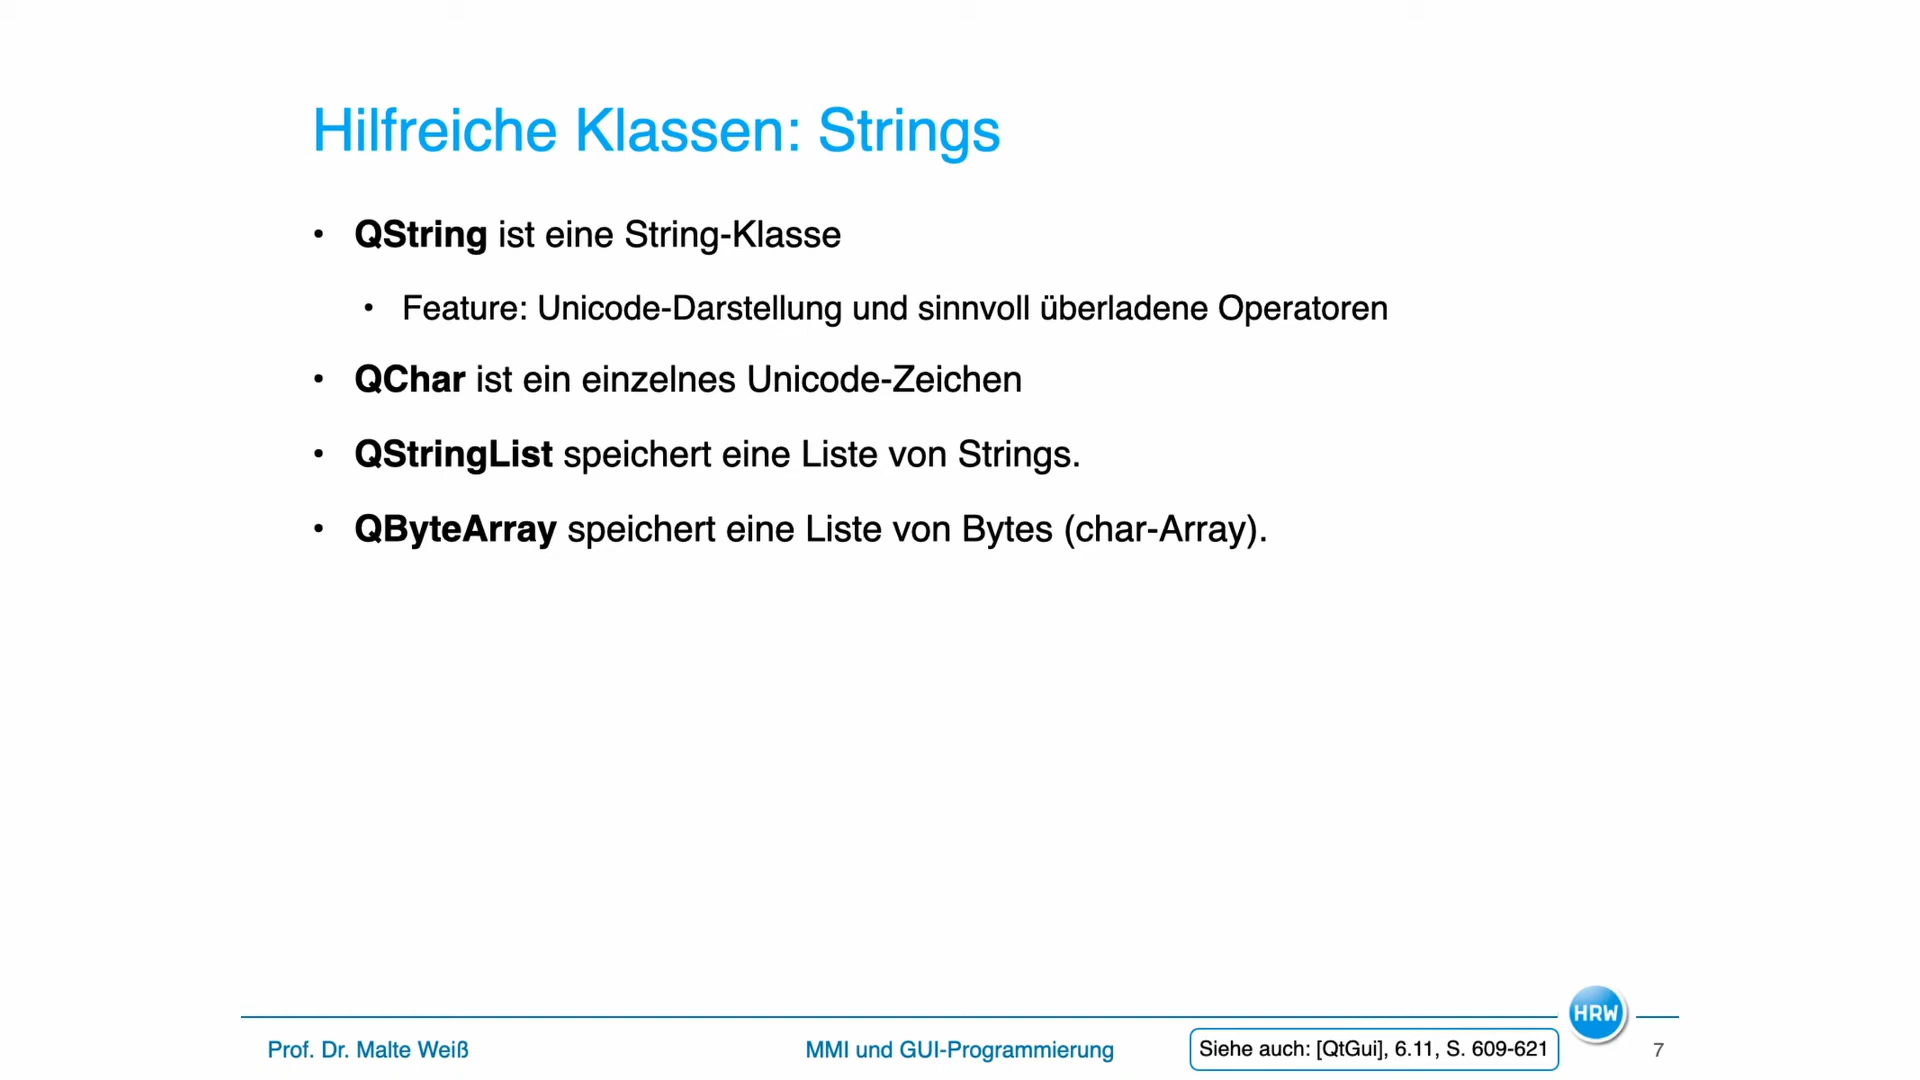 Hilfreiche Klassen: Strings
• QString ist eine String-Klasse
• Feature: Unicode-Darstellung und sinnvoll überladene Operatoren
• QChar ist ein einzelnes Unicode-Zeichen
• QStringList speichert eine Liste von Strings.
• QByteArray speichert eine Liste von Bytes (char-Array).
HRW
Prof. Dr. Malte Weiß
MMI und GUI-Programmierung
Siehe auch: [QtGui], 6.11, S. 609-621
7